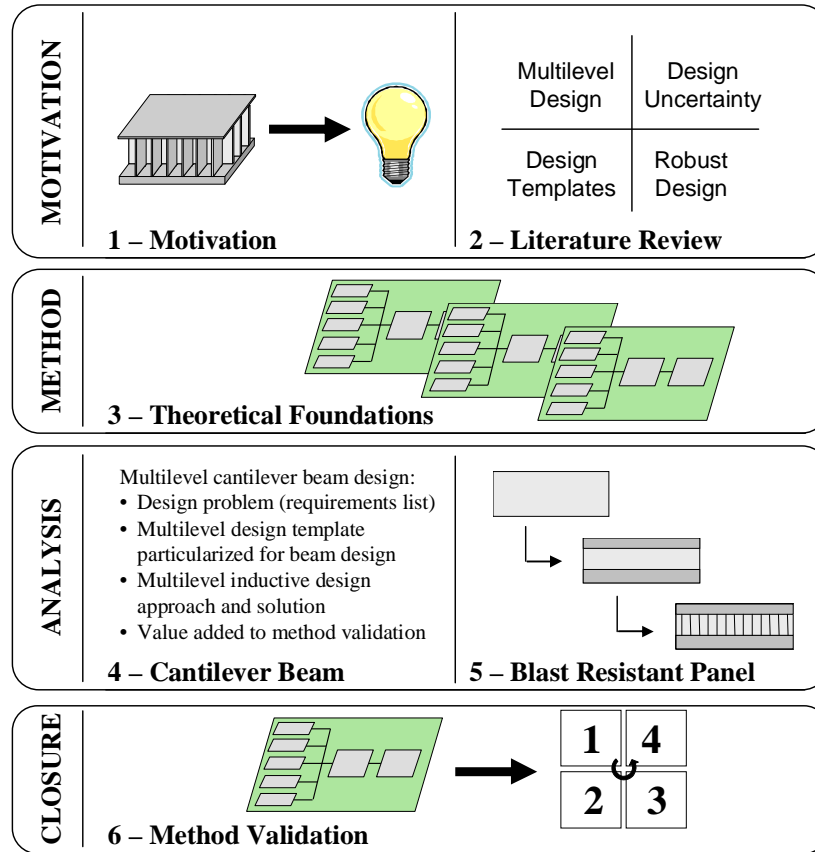 MOTIVATION
Multilevel
Design
Design
Uncertainty
Design
Templates
Robust
Design
1 – Motivation
2 – Literature Review
METHOD
3 – Theoretical Foundations
ANALYSIS
Multilevel cantilever beam design:
• Design problem (requirements list)
• Multilevel design template
particularized for beam design
• Multilevel inductive design
approach and solution
• Value added to method validation
4 – Cantilever Beam
5 – Blast Resistant Panel
CLOSURE
1 4
2 3
6 – Method Validation